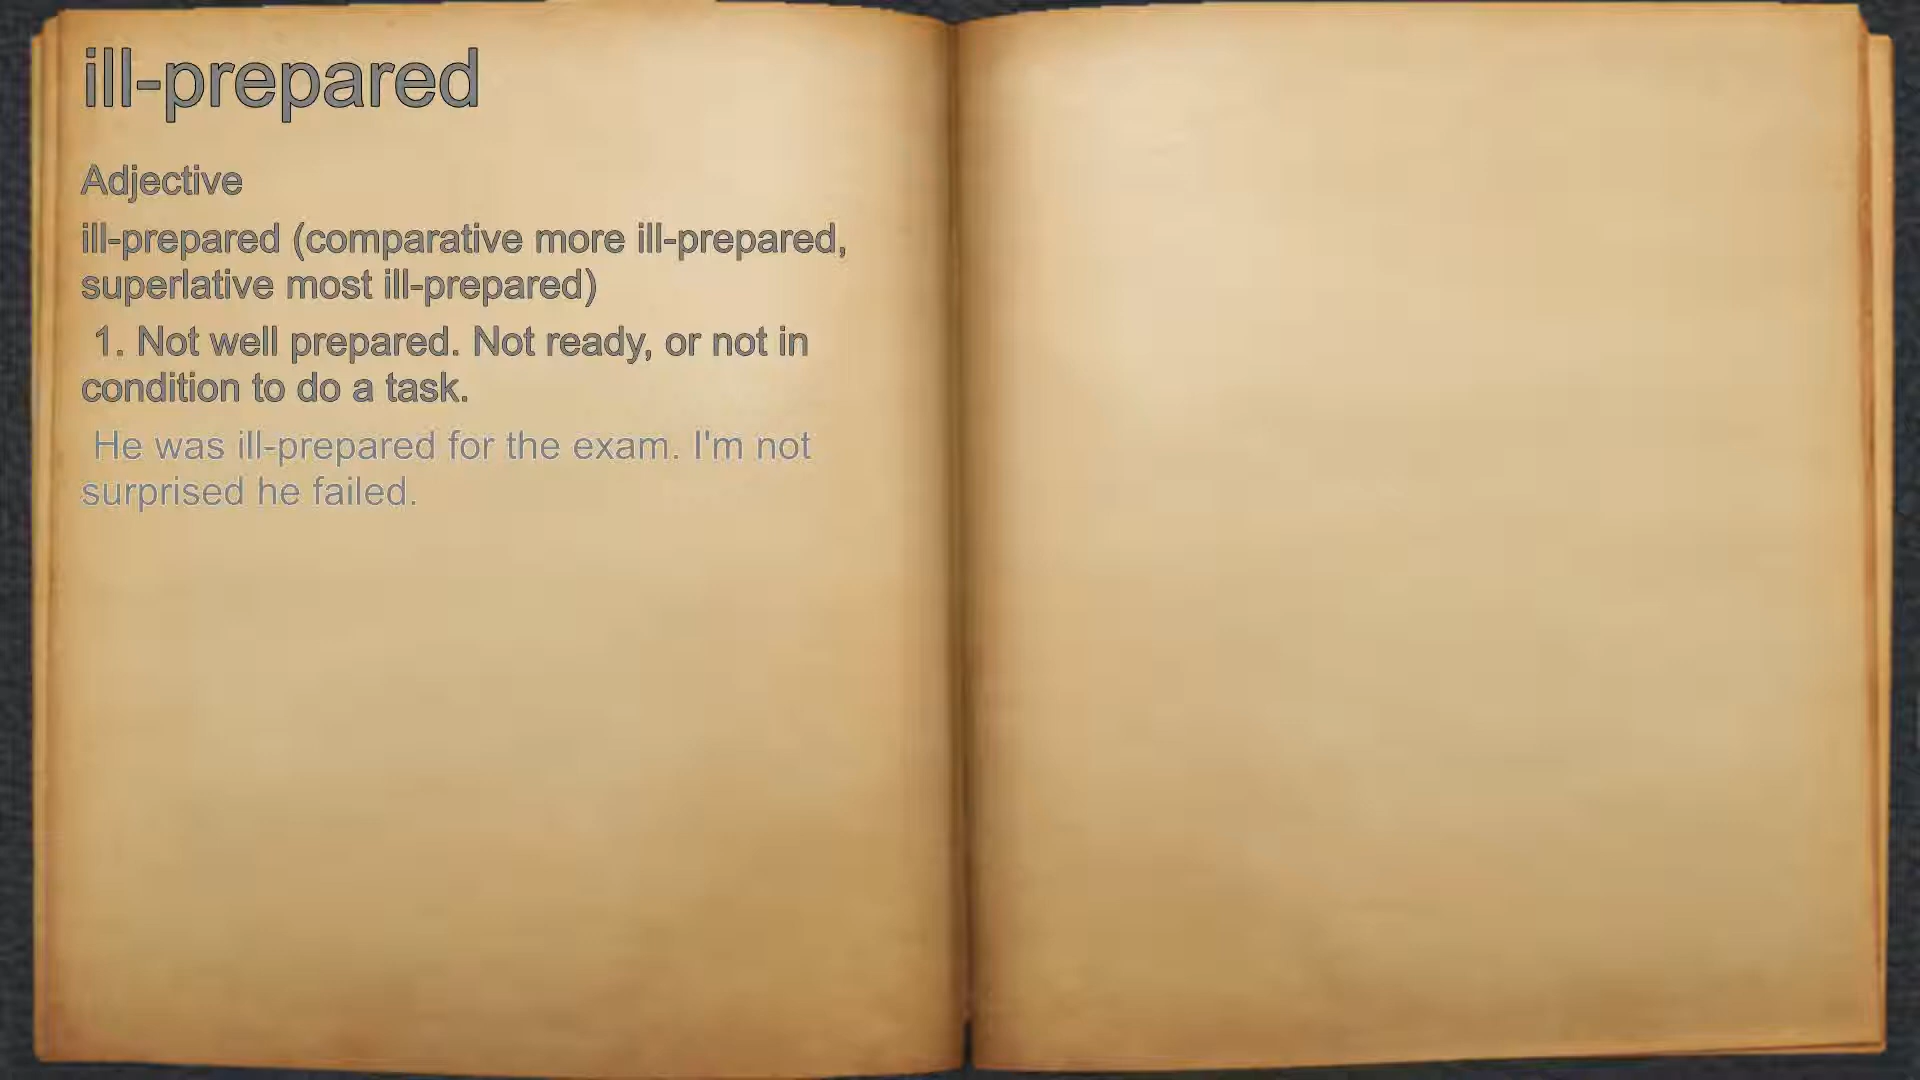 ill-prepared
Adjective
ill-prepared (comparative more ill-prepared,
superlative most ill-prepared)
1. Not well prepared. Not ready, or not in
condition to do a task.
He was ill-prepared for the exam. I'm not
surprised he failed.